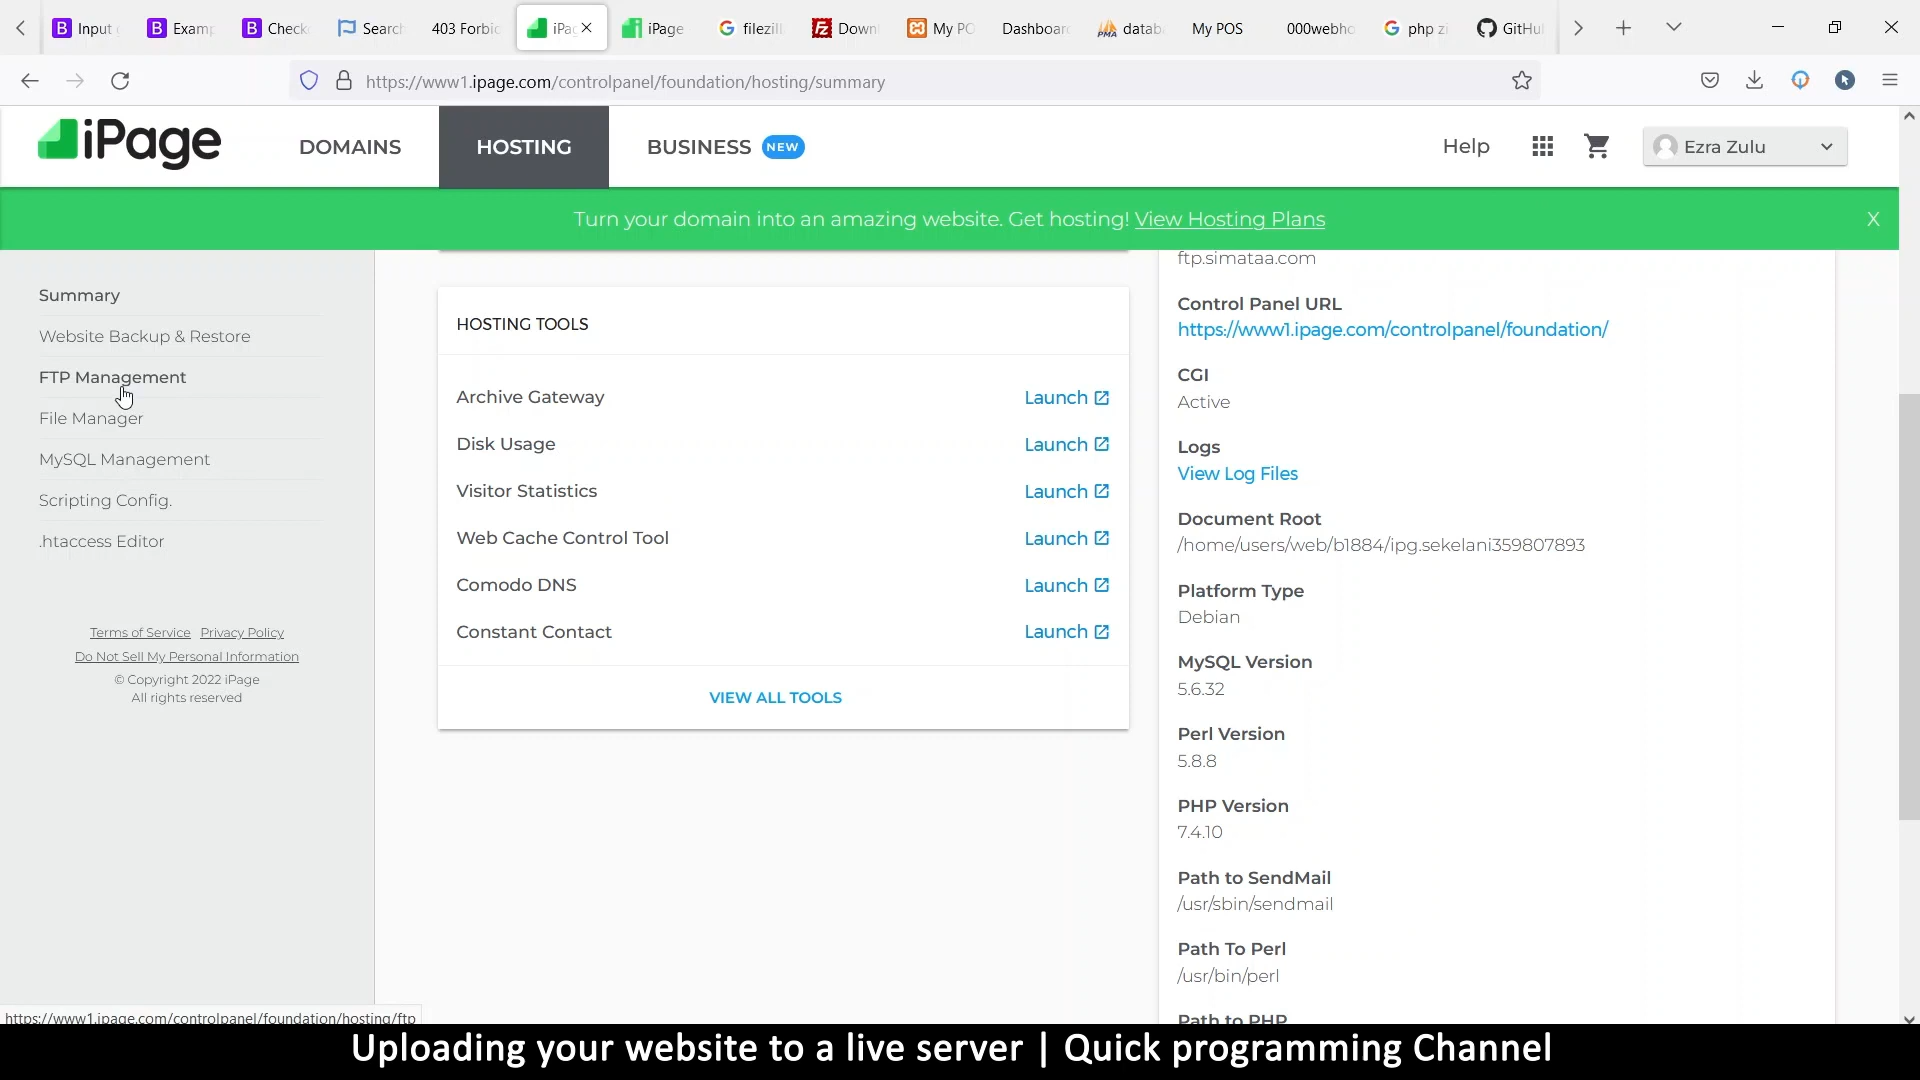 Input
Examp
Check
Search
403 Forbid
iPag
iPage
filezill
Down
My PO
Dashboar
datab
My POS
000webho
php zi
GitHu
https://www1.ipage.com/controlpanel/foundation/hosting/summary
iPage
DOMAINS
HOSTING
BUSINESS NEW
Help
Ezra Zulu
Turn your domain into an amazing website. Get hosting! View Hosting Plans
X
Summary
Website Backup & Restore
FTP Management
File Manager
MySQL Management
Scripting Config.
.htaccess Editor
Terms of Service Privacy Policy
Do Not Sell My Personal Information
© Copyright 2022 iPage
All rights reserved
HOSTING TOOLS
Archive Gateway Launch
Disk Usage Launch
Visitor Statistics Launch
Web Cache Control Tool Launch
Comodo DNS Launch
Constant Contact Launch
VIEW ALL TOOLS
ftp.simataa.com
Control Panel URL
https://www1.ipage.com/controlpanel/foundation/
CGI
Active
Logs
View Log Files
Document Root
/home/users/web/b1884/ipg.sekelani359807893
Platform Type
Debian
MySQL Version
5.6.32
Perl Version
5.8.8
PHP Version
7.4.10
Path to SendMail
/usr/sbin/sendmail
Path To Perl
/usr/bin/perl
Path to PHP
https://www1.ipage.com/controlpanel/foundation/hosting/ftp
Uploading your website to a live server | Quick programming Channel